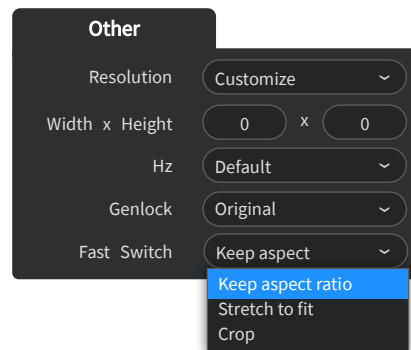 Other
Resolution Customize
Width x Height 0 x 0
Hz Default
Genlock Original
Fast Switch Keep aspect
Keep aspect ratio
Stretch to fit
Crop